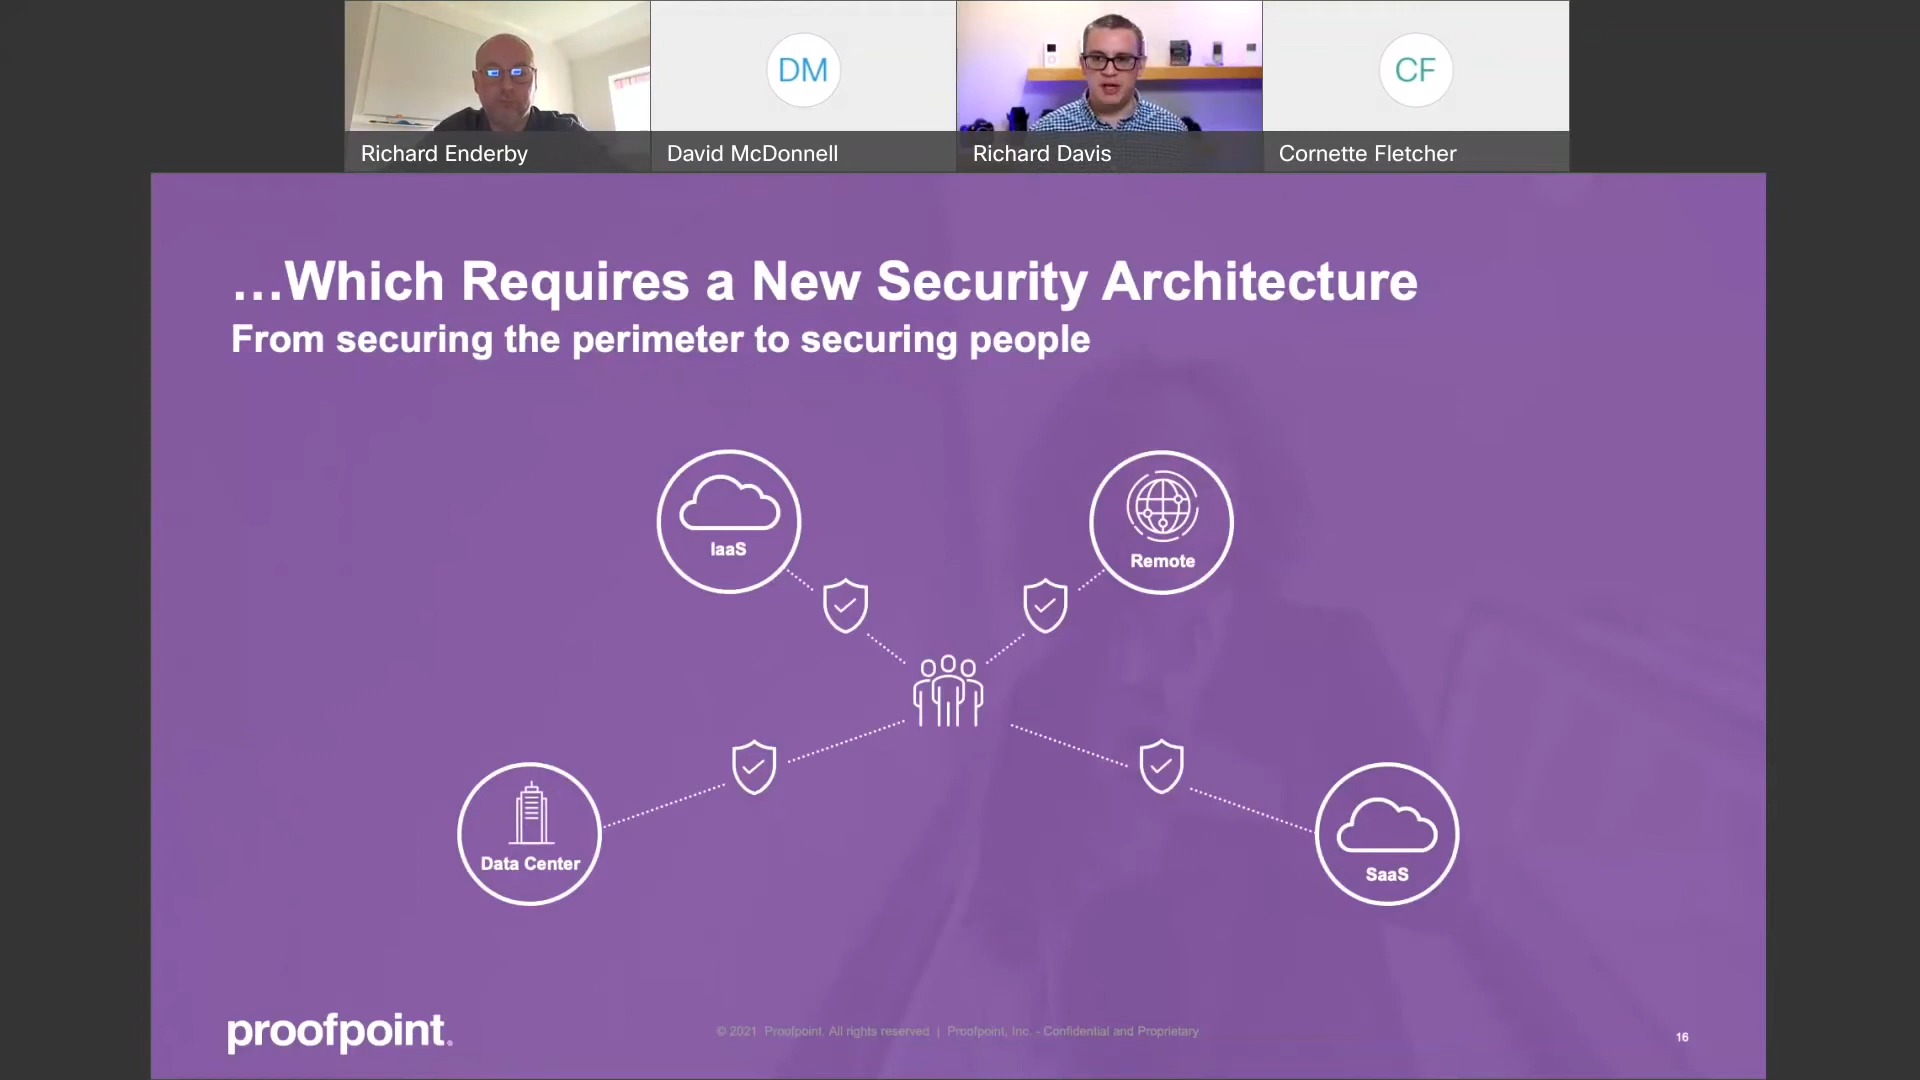 DM
CF
Richard Enderby
David McDonnell
Richard Davis
Cornette Fletcher
…Which Requires a New Security Architecture
From securing the perimeter to securing people
IaaS
Remote
Data Center
SaaS
proofpoint.
© 2021 Proofpoint. All rights reserved | Proofpoint, Inc. - Confidential and Proprietary
16